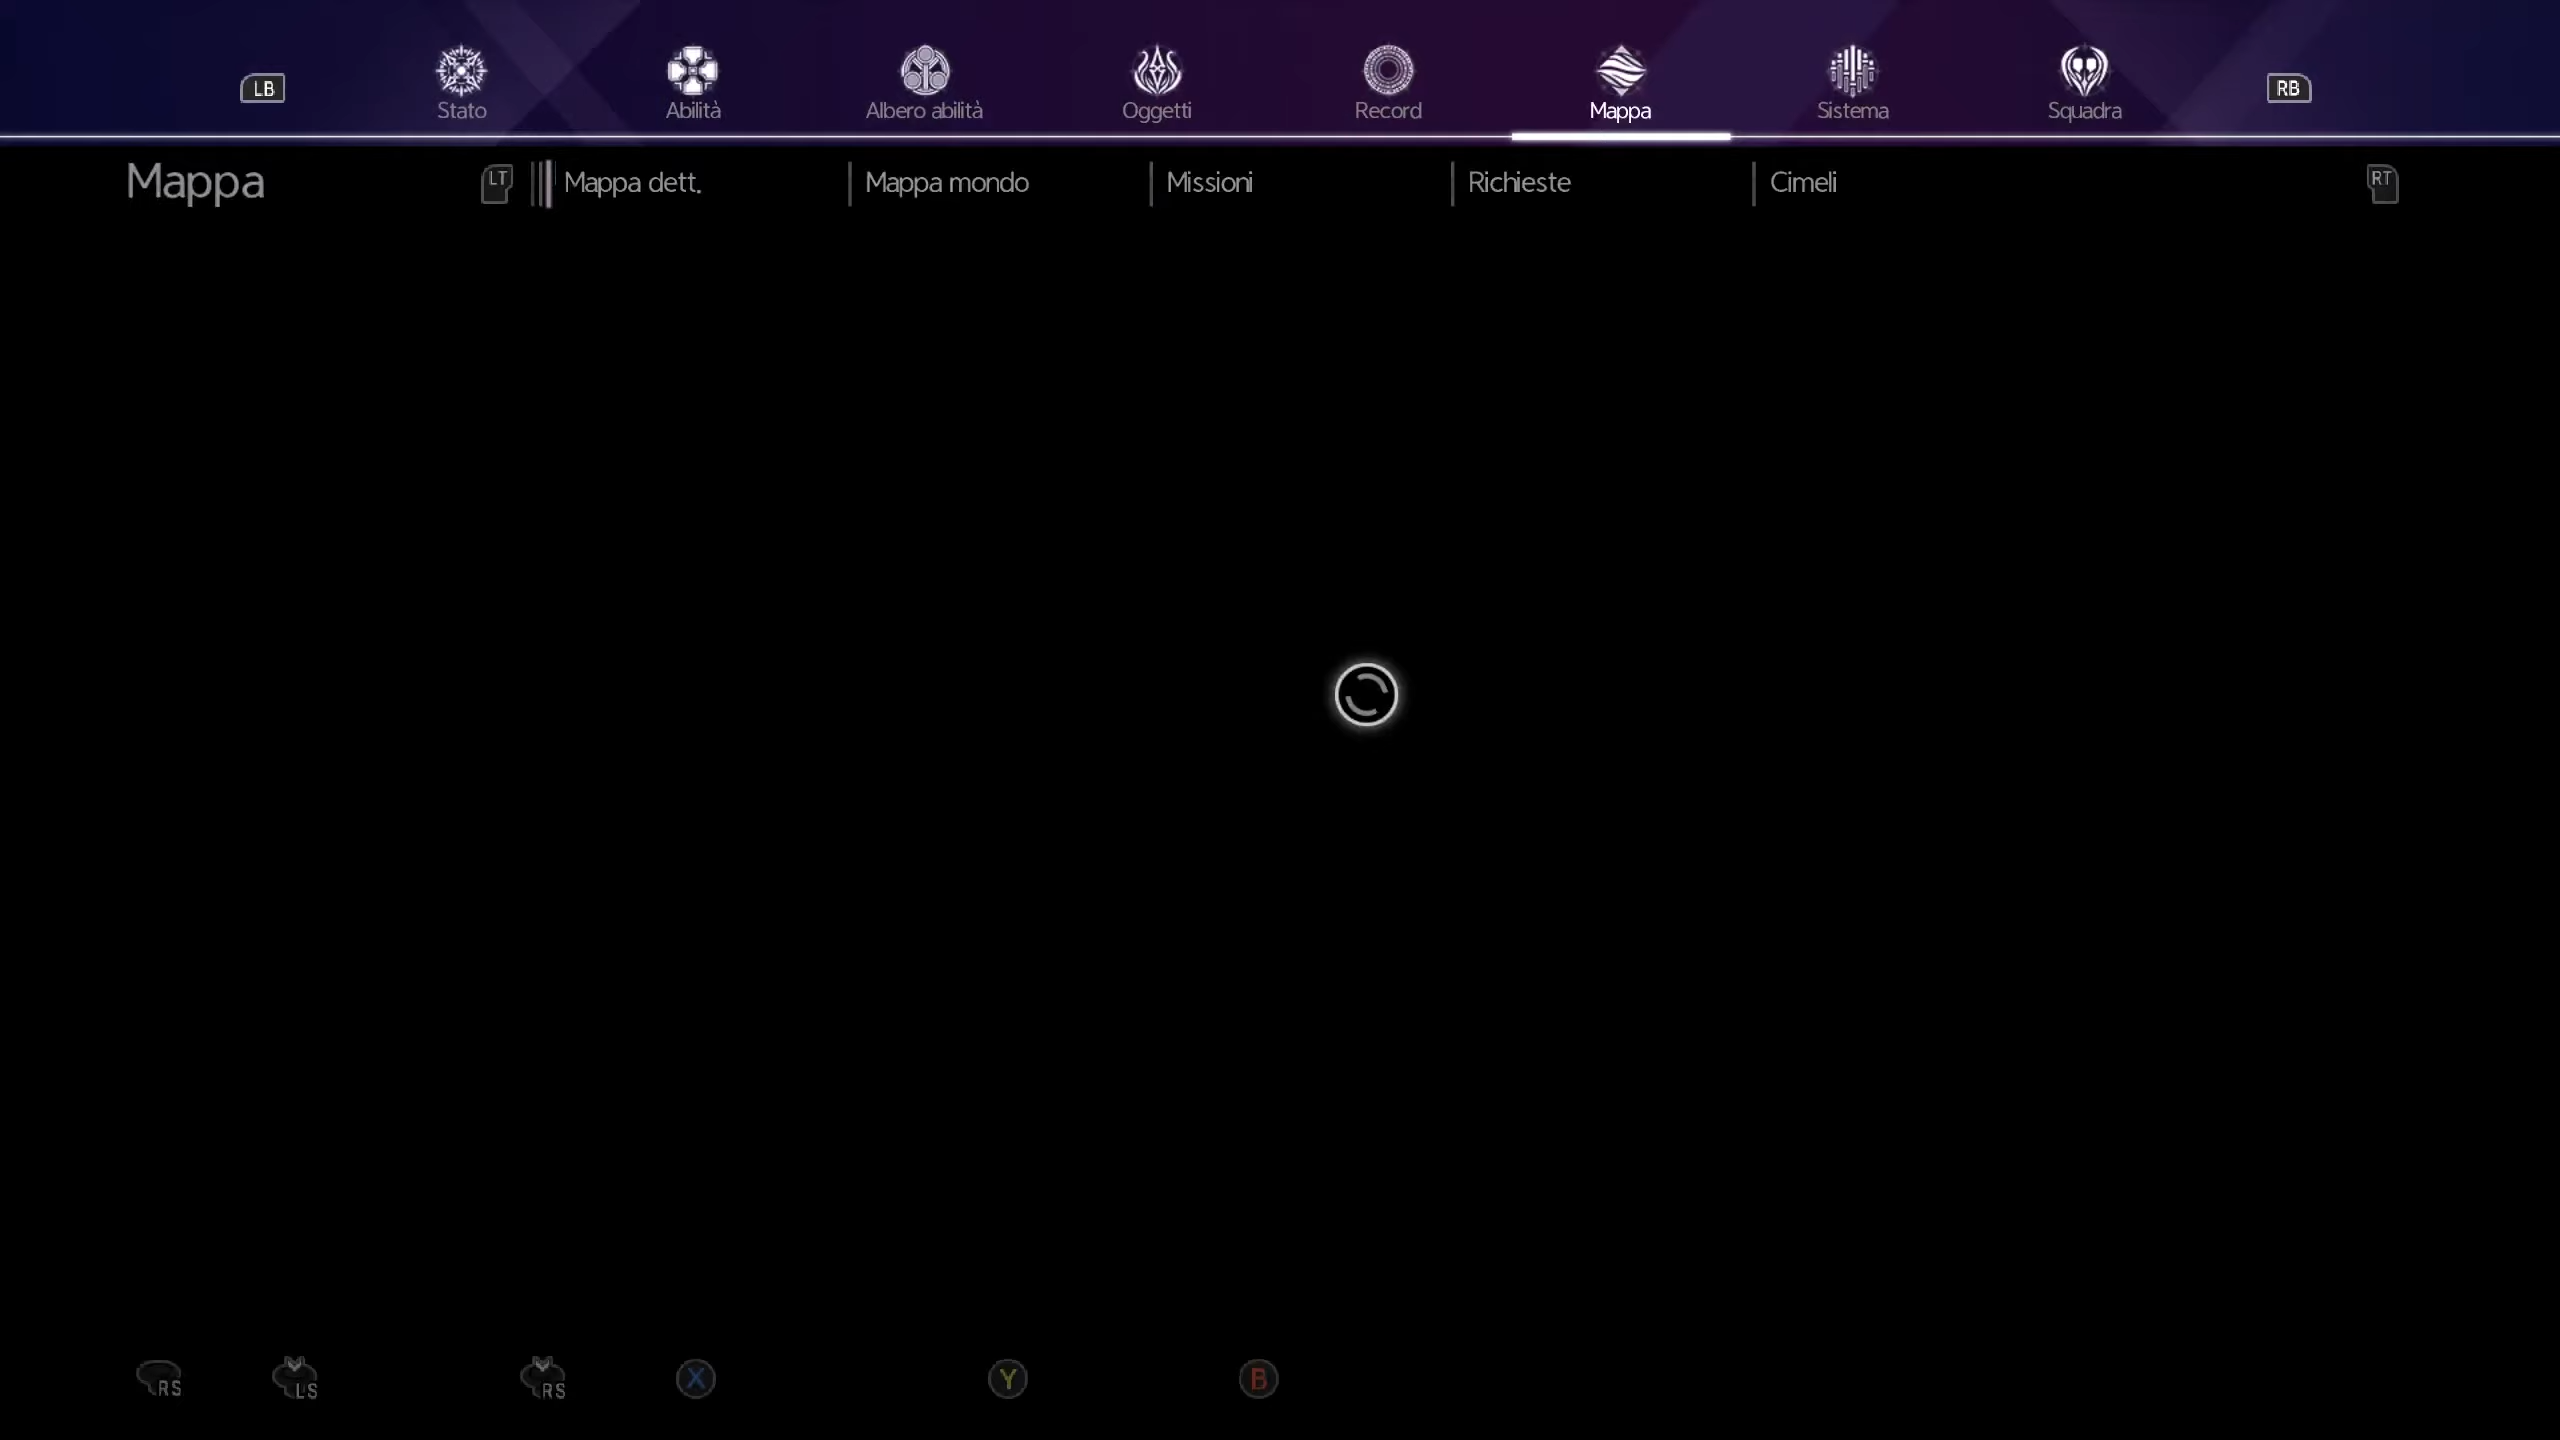 LB Stato Abilità Albero abilità Oggetti Record Mappa Sistema Squadra RB
Mappa LT Mappa dett. Mappa mondo Missioni Richieste Cimeli RT
RS LS RS X Y B